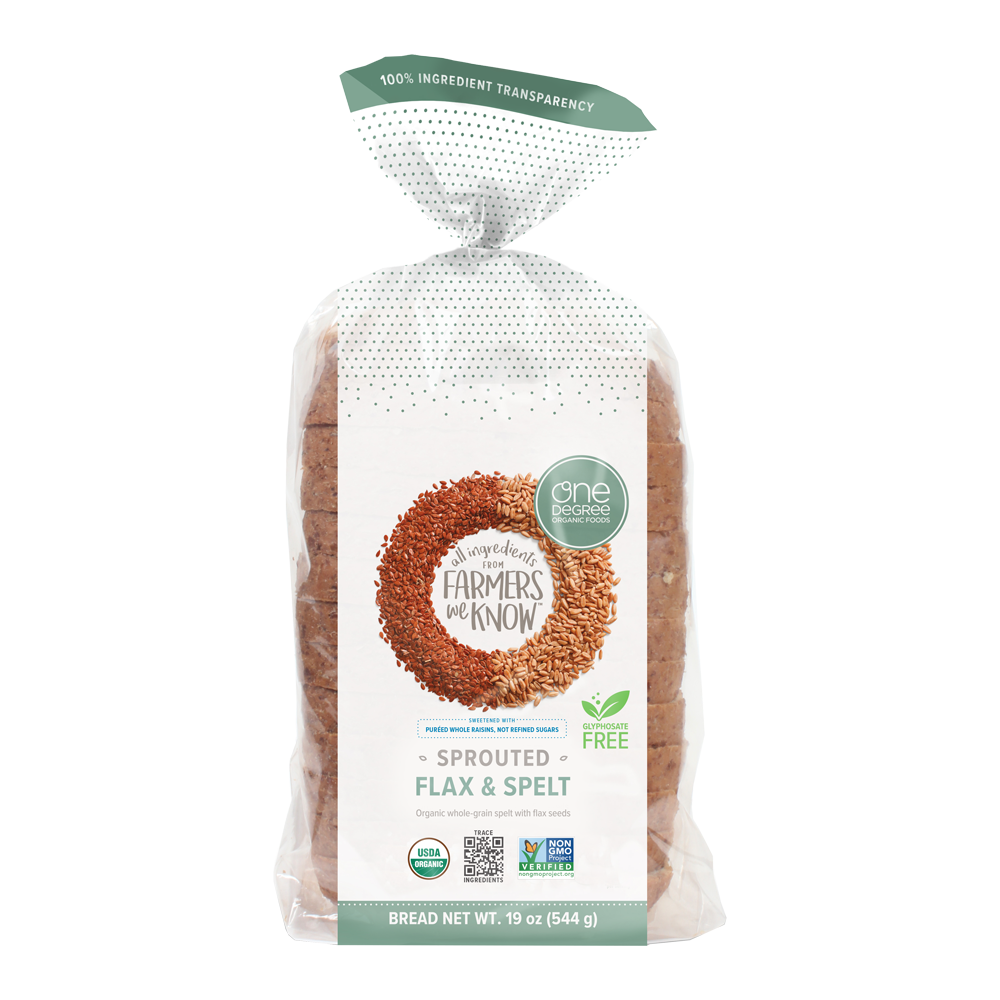 100% INGREDIENT TRANSPARENCY
one
DEGREE
ORGANIC FOODS
all ingredients
FROM
FARMERS
we KNOW™
GLYPHOSATE
FREE
SWEETENED WITH
PURÉED WHOLE RAISINS, NOT REFINED SUGARS
SPROUTED
FLAX & SPELT
Organic whole-grain spelt with flax seeds
USDA
ORGANIC
TRACE
INGREDIENTS
NON
GMO
Project
VERIFIED
nongmoproject.org
BREAD NET WT. 19 oz (544 g)